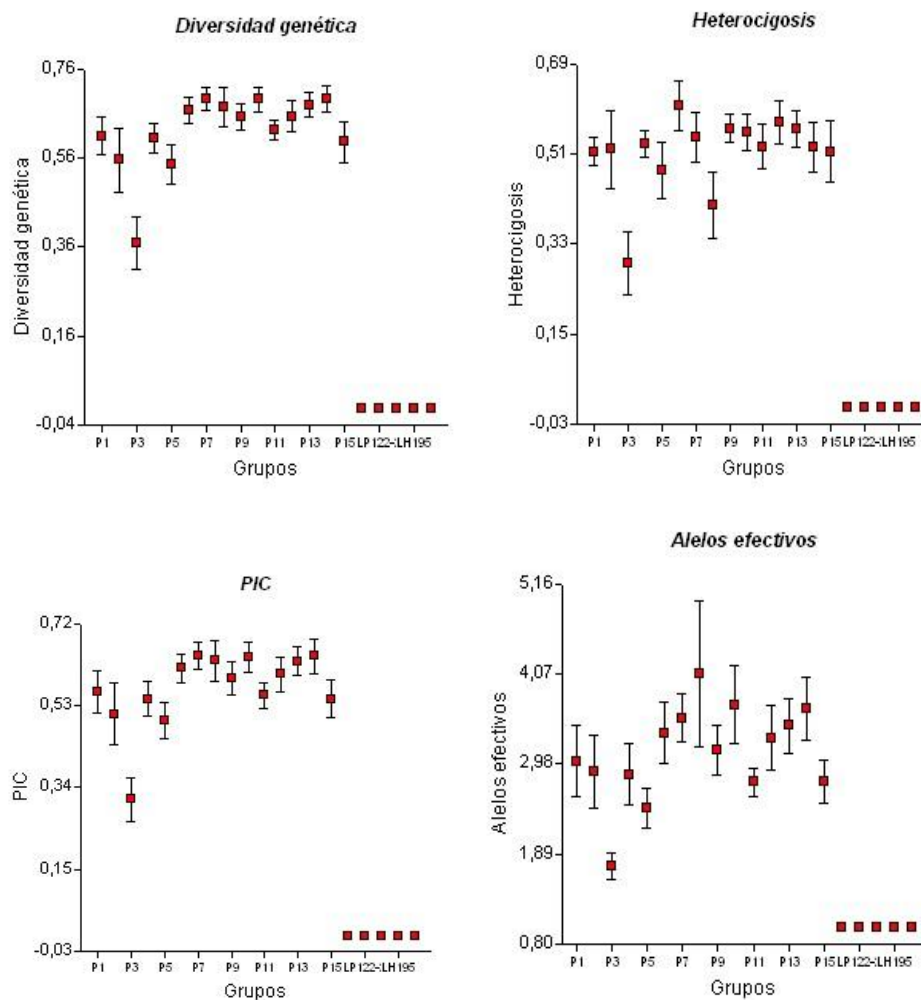 Diversidad genética
0,76
0,56
0,36
0,16
-0,04
Diversidad genética
P1 P3 P5 P7 P9 P11 P13 P15 LP122-2 LH195
Grupos
Heterocigosis
0,69
0,51
0,33
0,15
-0,03
Heterocigosis
P1 P3 P5 P7 P9 P11 P13 P15 LP122-2 LH195
Grupos
PIC
0,72
0,53
0,34
0,15
-0,03
PIC
P1 P3 P5 P7 P9 P11 P13 P15 LP122-2 LH195
Grupos
Alelos efectivos
5,16
4,07
2,98
1,89
0,80
Alelos efectivos
P1 P3 P5 P7 P9 P11 P13 P15 LP122-2 LH195
Grupos